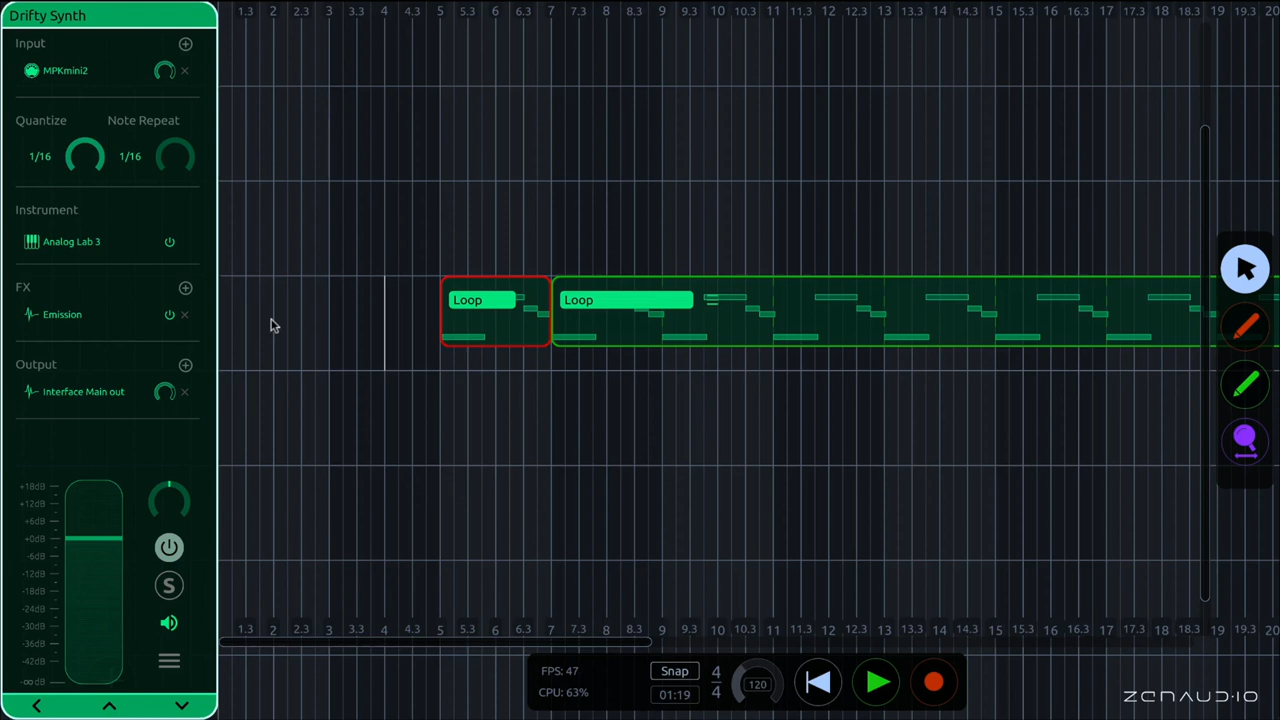 Drifty Synth
1.3 2 2.3 3 3.3 4 4.3 5 5.3 6 6.3 7 7.3 8 8.3 9 9.3 10 10.3 11 11.3 12 12.3 13 13.3 14 14.3 15 15.3 16 16.3 17 17.3 18 18.3 19 19.3 20
Input
MPKmini2
Quantize Note Repeat
1/16 1/16
Instrument
Analog Lab 3
FX
Emission
Loop Loop
Output
Interface Main out
+18dB
+12dB
+6dB
+0dB
-6dB
-12dB
-18dB
-24dB
-30dB
-36dB
-42dB
-∞dB
S
1.3 2 2.3 3 3.3 4 4.3 5 5.3 6 6.3 7 7.3 8 8.3 9 9.3 10 10.3 11 11.3 12 12.3 13 13.3 14 14.3 15 15.3 16 16.3 17 17.3 18 18.3 19 19.3 20
FPS: 47
CPU: 63%
Snap
01:19
4
4
120
ZENAUDIO